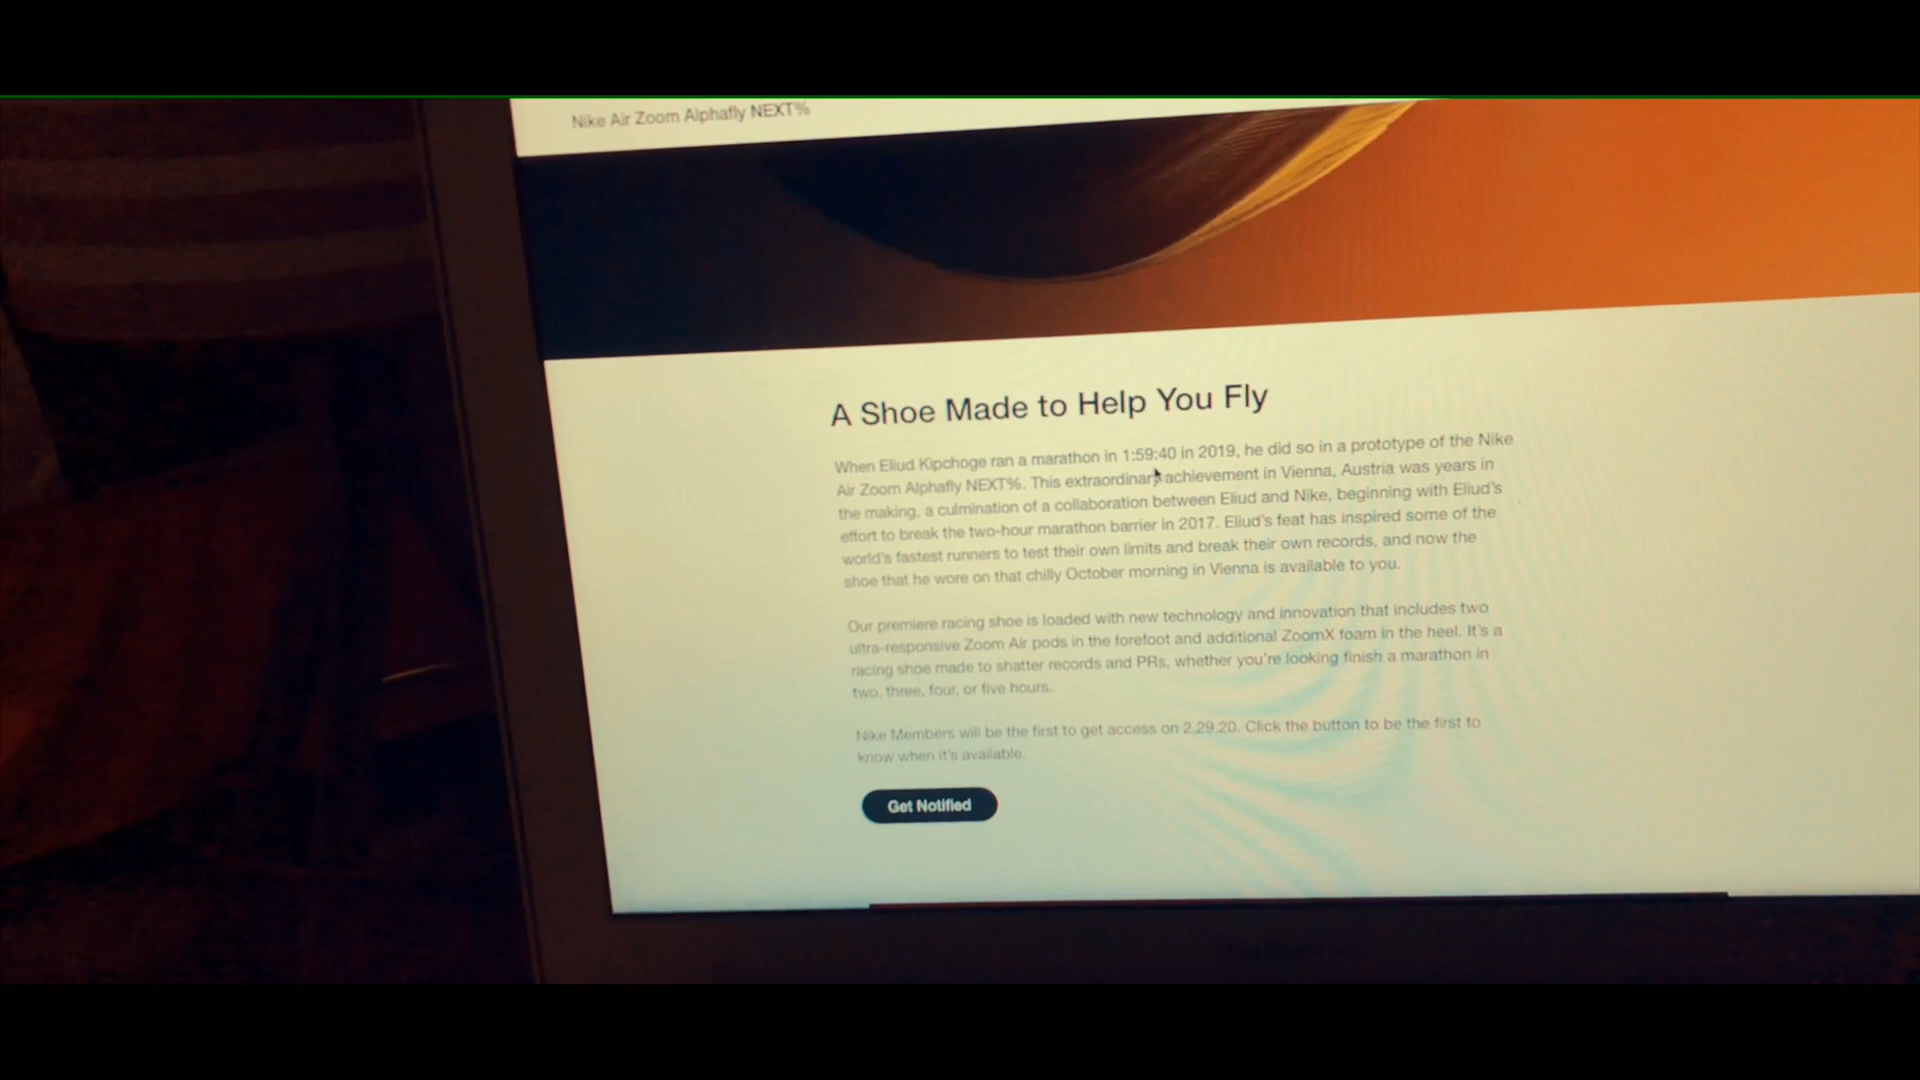 Nike Air Zoom Alphafly NEXT%
A Shoe Made to Help You Fly
When Eliud Kipchoge ran a marathon in 1:59:40 in 2019, he did so in a prototype of the Nike
Air Zoom Alphafly NEXT%. This extraordinary achievement in Vienna, Austria was years in
the making, a culmination of a collaboration between Eliud and Nike, beginning with Eliud's
effort to break the two-hour marathon barrier in 2017. Eliud's feat has inspired some of the
world's fastest runners to test their own limits and break their own records, and now the
shoe that he wore on that chilly October morning in Vienna is available to you.
Our premiere racing shoe is loaded with new technology and innovation that includes two
ultra-responsive Zoom Air pods in the forefoot and additional ZoomX foam in the heel. It's a
racing shoe made to shatter records and PRs, whether you're looking finish a marathon in
two, three, four, or five hours.
Nike Members will be the first to get access on 2.29.20. Click the button to be the first to
know when it's available.
Get Notified